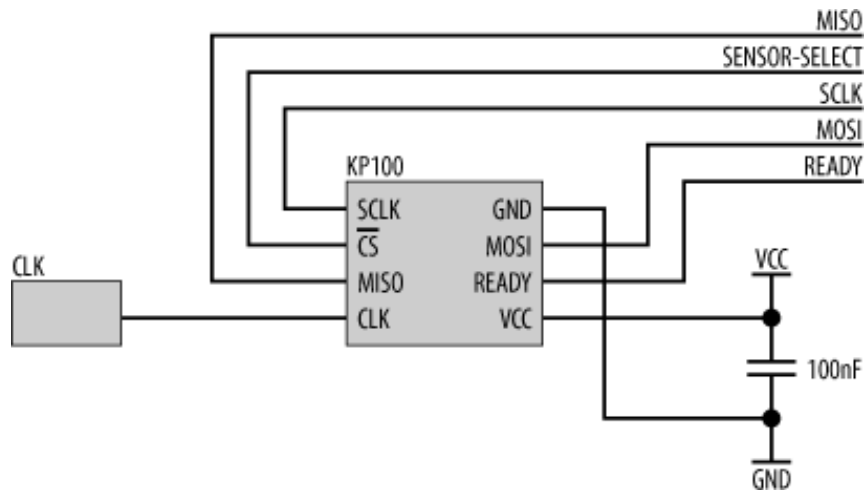 MISO
SENSOR-SELECT
SCLK
MOSI
READY
KP100
SCLK GND
CS MOSI
MISO READY
CLK VCC
CLK
VCC
100nF
GND